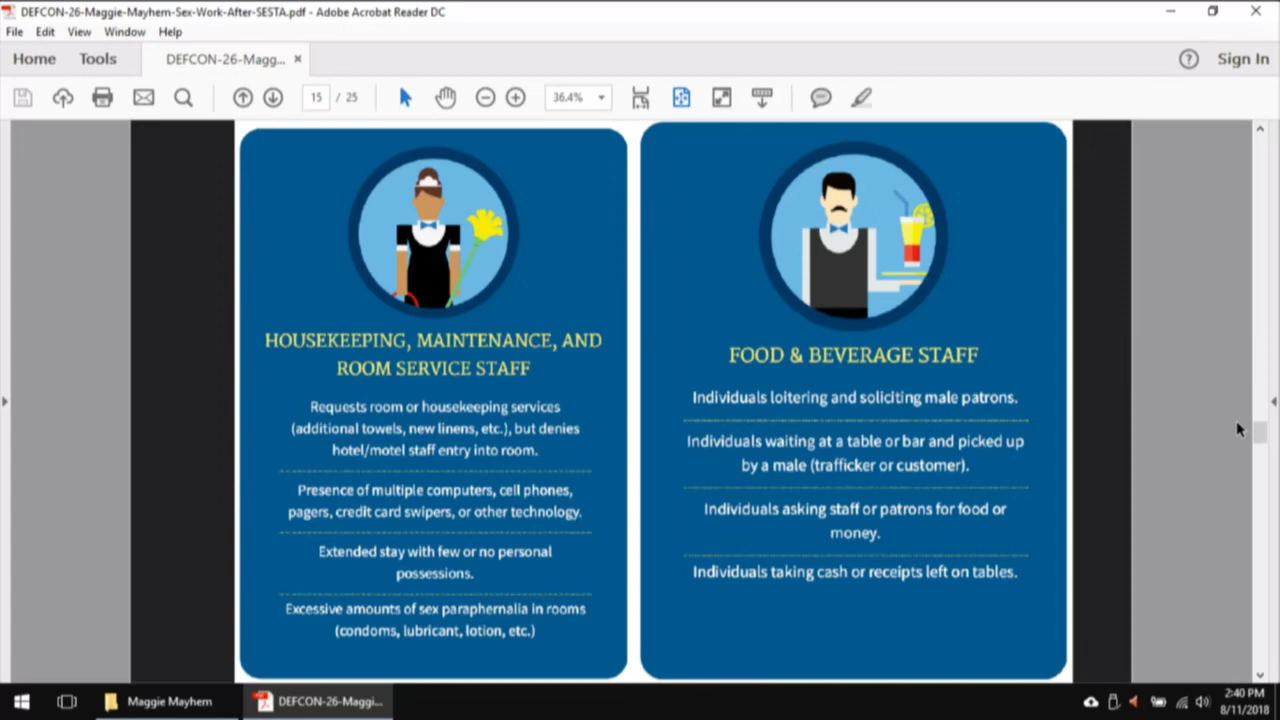 DEFCON-26-Maggie-Mayhem-Sex-Work-After-SESTA.pdf - Adobe Acrobat Reader DC
File Edit View Window Help
Home Tools DEFCON-26-Magg... × Sign In
15 / 25 36.4%
HOUSEKEEPING, MAINTENANCE, AND
ROOM SERVICE STAFF
Requests room or housekeeping services
(additional towels, new linens, etc.), but denies
hotel/motel staff entry into room.
Presence of multiple computers, cell phones,
pagers, credit card swipers, or other technology.
Extended stay with few or no personal
possessions.
Excessive amounts of sex paraphernalia in rooms
(condoms, lubricant, lotion, etc.)
FOOD & BEVERAGE STAFF
Individuals loitering and soliciting male patrons.
Individuals waiting at a table or bar and picked up
by a male (trafficker or customer).
Individuals asking staff or patrons for food or
money.
Individuals taking cash or receipts left on tables.
Maggie Mayhem DEFCON-26-Maggi...
2:40 PM
8/11/2018